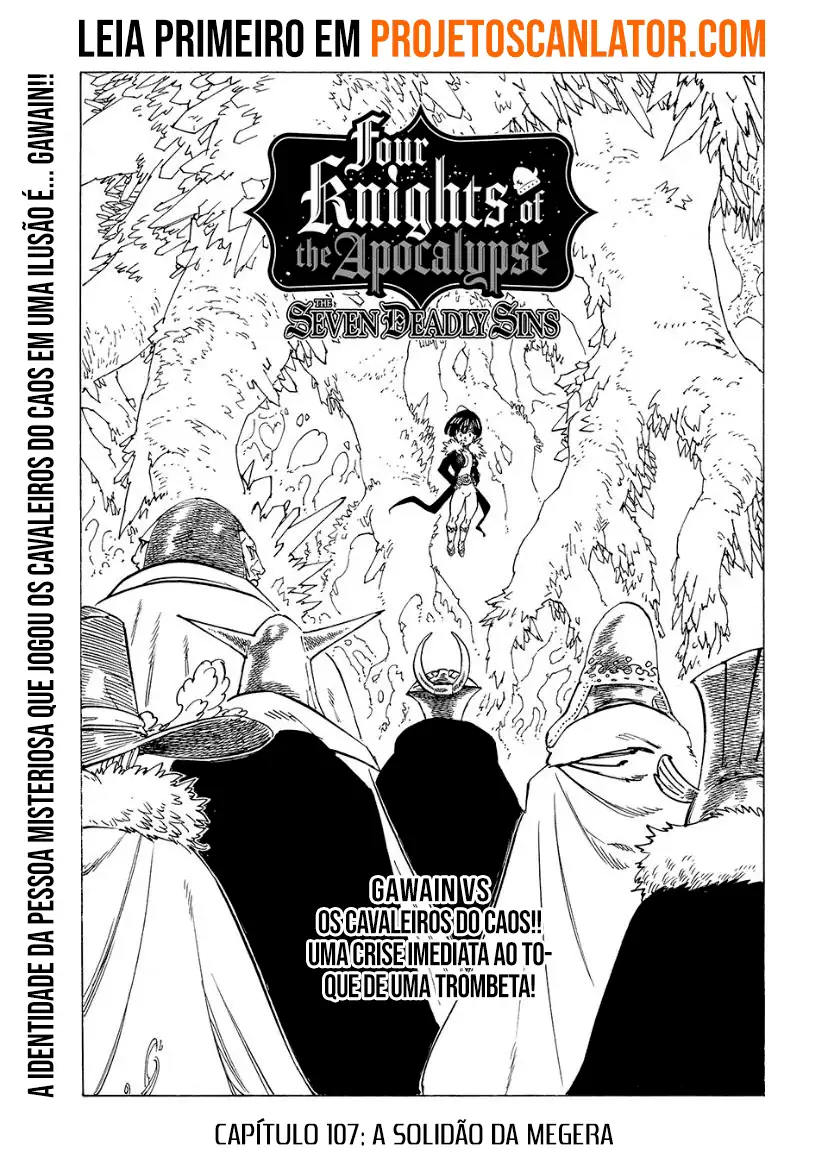 LEIA PRIMEIRO EM PROJETOSCANLATOR.COM
A IDENTIDADE DA PESSOA MISTERIOSA QUE JOGOU OS CAVALEIROS DO CAOS EM UMA ILUSÃO É... GAWAIN!!
Four
Knights of
the Apocalypse
THE
SEVEN DEADLY SINS
GAWAIN VS
OS CAVALEIROS DO CAOS!!
UMA CRISE IMEDIATA AO TO-
QUE DE UMA TROMBETA!
CAPÍTULO 107: A SOLIDÃO DA MEGERA